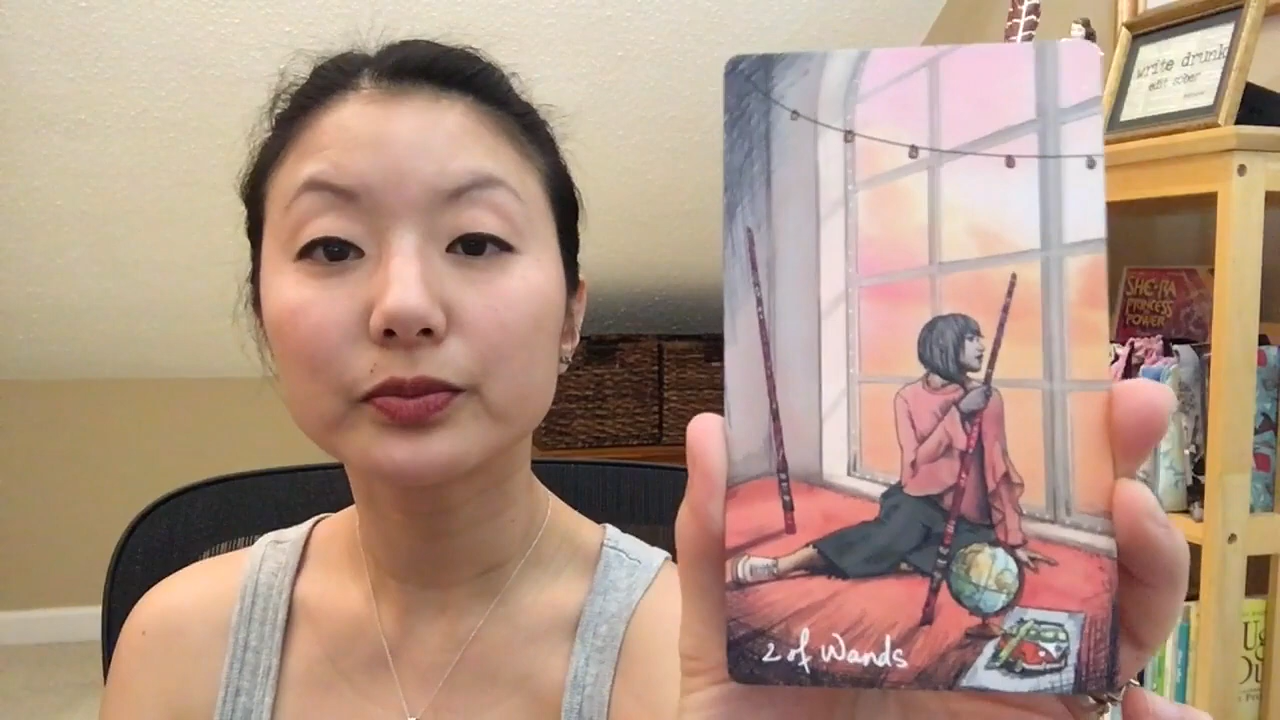 write drunk
edit sober
SHE-RA
PRINCESS
POWER
2 of Wands